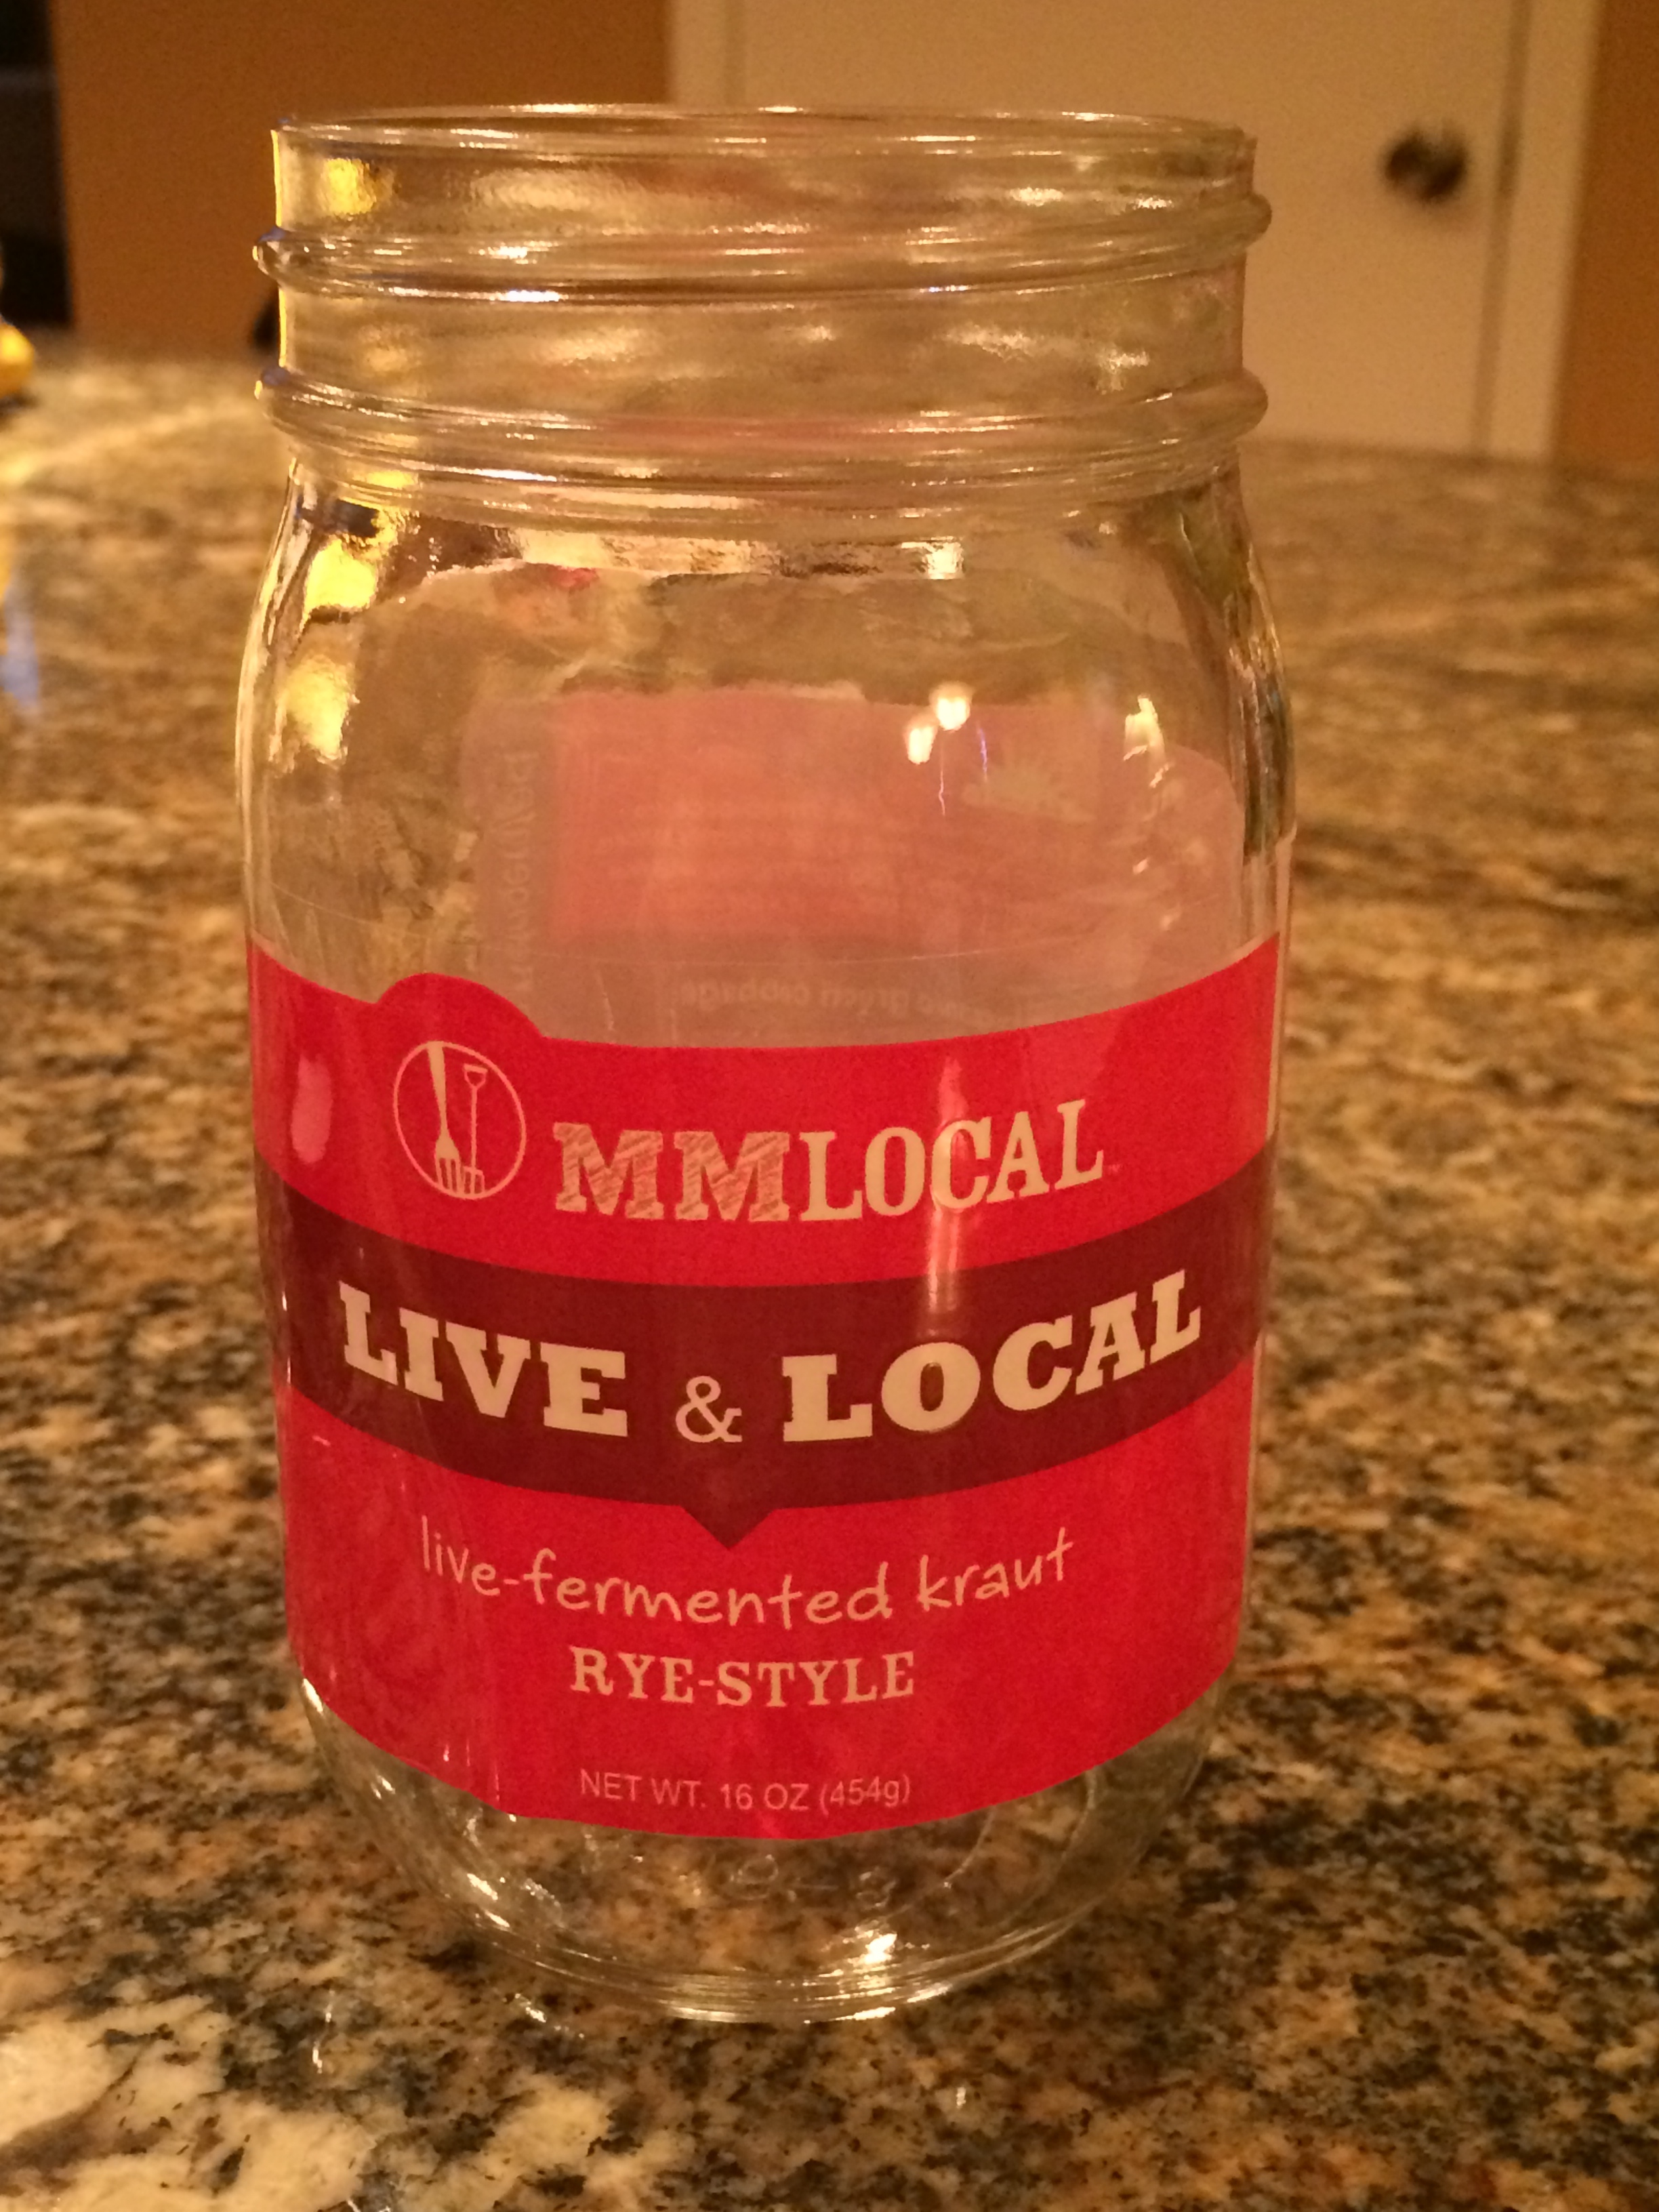 MMLOCAL
LIVE & LOCAL
live-fermented kraut
RYE-STYLE
NET WT. 16 OZ (454g)